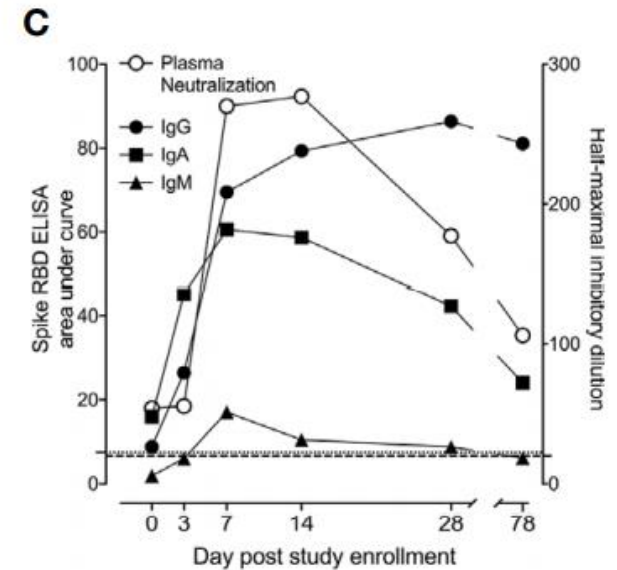 C
Plasma
Neutralization
IgG
IgA
IgM
Spike RBD ELISA
area under curve
100
80
60
40
20
0
300
200
100
0
Half-maximal inhibitory dilution
0 3 7 14 28 78
Day post study enrollment